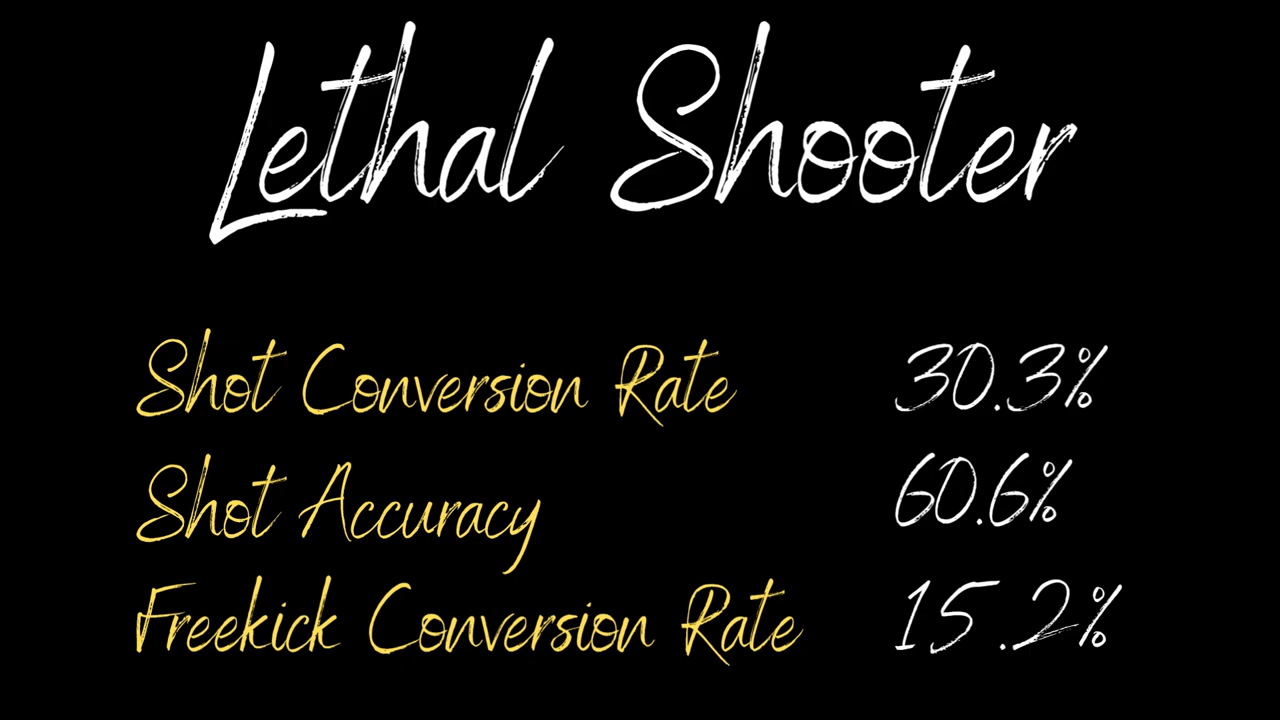 Lethal Shooter
Shot Conversion Rate 30.3%
Shot Accuracy 60.6%
Freekick Conversion Rate 15.2%